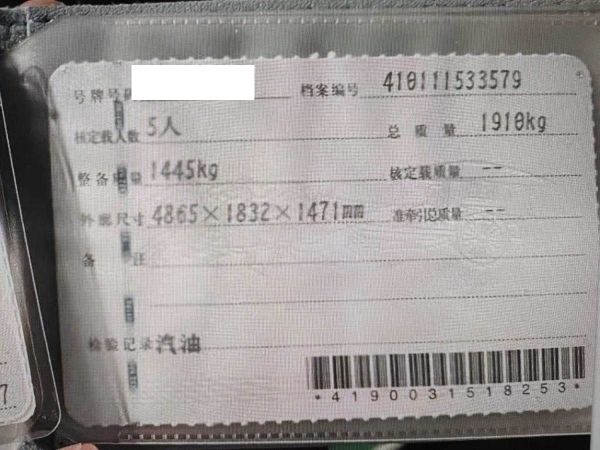 号牌号码 档案编号 410111533579
核定载人数 5人 总质量 1910kg
整备质量 1445kg 核定载质量 --
外廓尺寸 4865×1832×1471mm 准牵引总质量 --
备注
检验记录 汽油
*4190031518253*
7